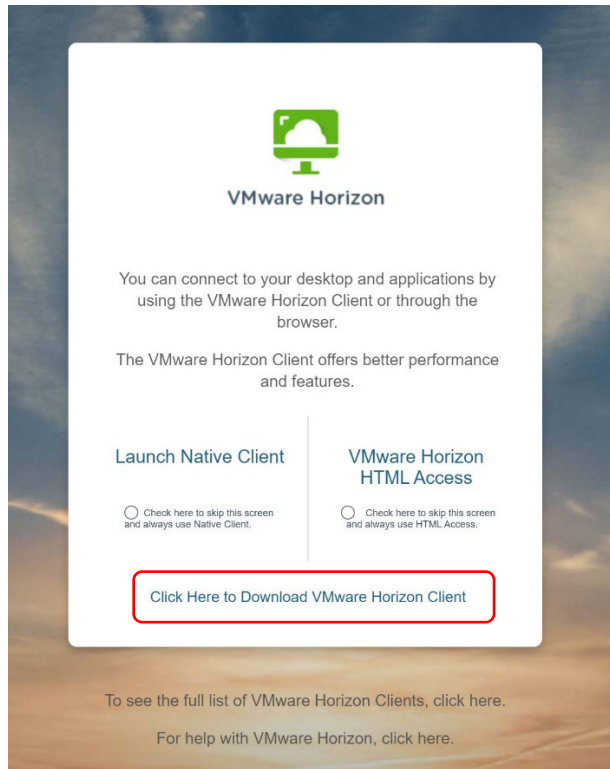 VMware Horizon
You can connect to your desktop and applications by
using the VMware Horizon Client or through the
browser.
The VMware Horizon Client offers better performance
and features.
Launch Native Client
Check here to skip this screen
and always use Native Client.
VMware Horizon
HTML Access
Check here to skip this screen
and always use HTML Access.
Click Here to Download VMware Horizon Client
To see the full list of VMware Horizon Clients, click here.
For help with VMware Horizon, click here.